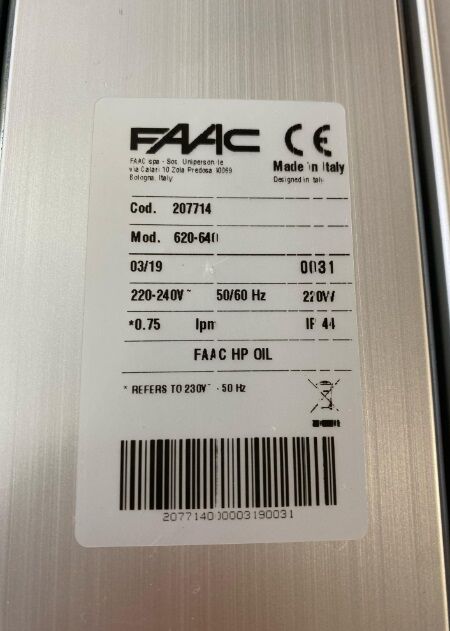 FAAC CE
FAAC spa - Soc. Unipersonale
via Calari 10 Zola Predosa 40069
Bologna, Italy
Made in Italy
Designed in Italy
Cod. 207714
Mod. 620-640
03/19 0031
220-240V~ 50/60 Hz 220W
*0.75 lpm IP 44
FAAC HP OIL
* REFERS TO 230V~ - 50 Hz
207714000003190031